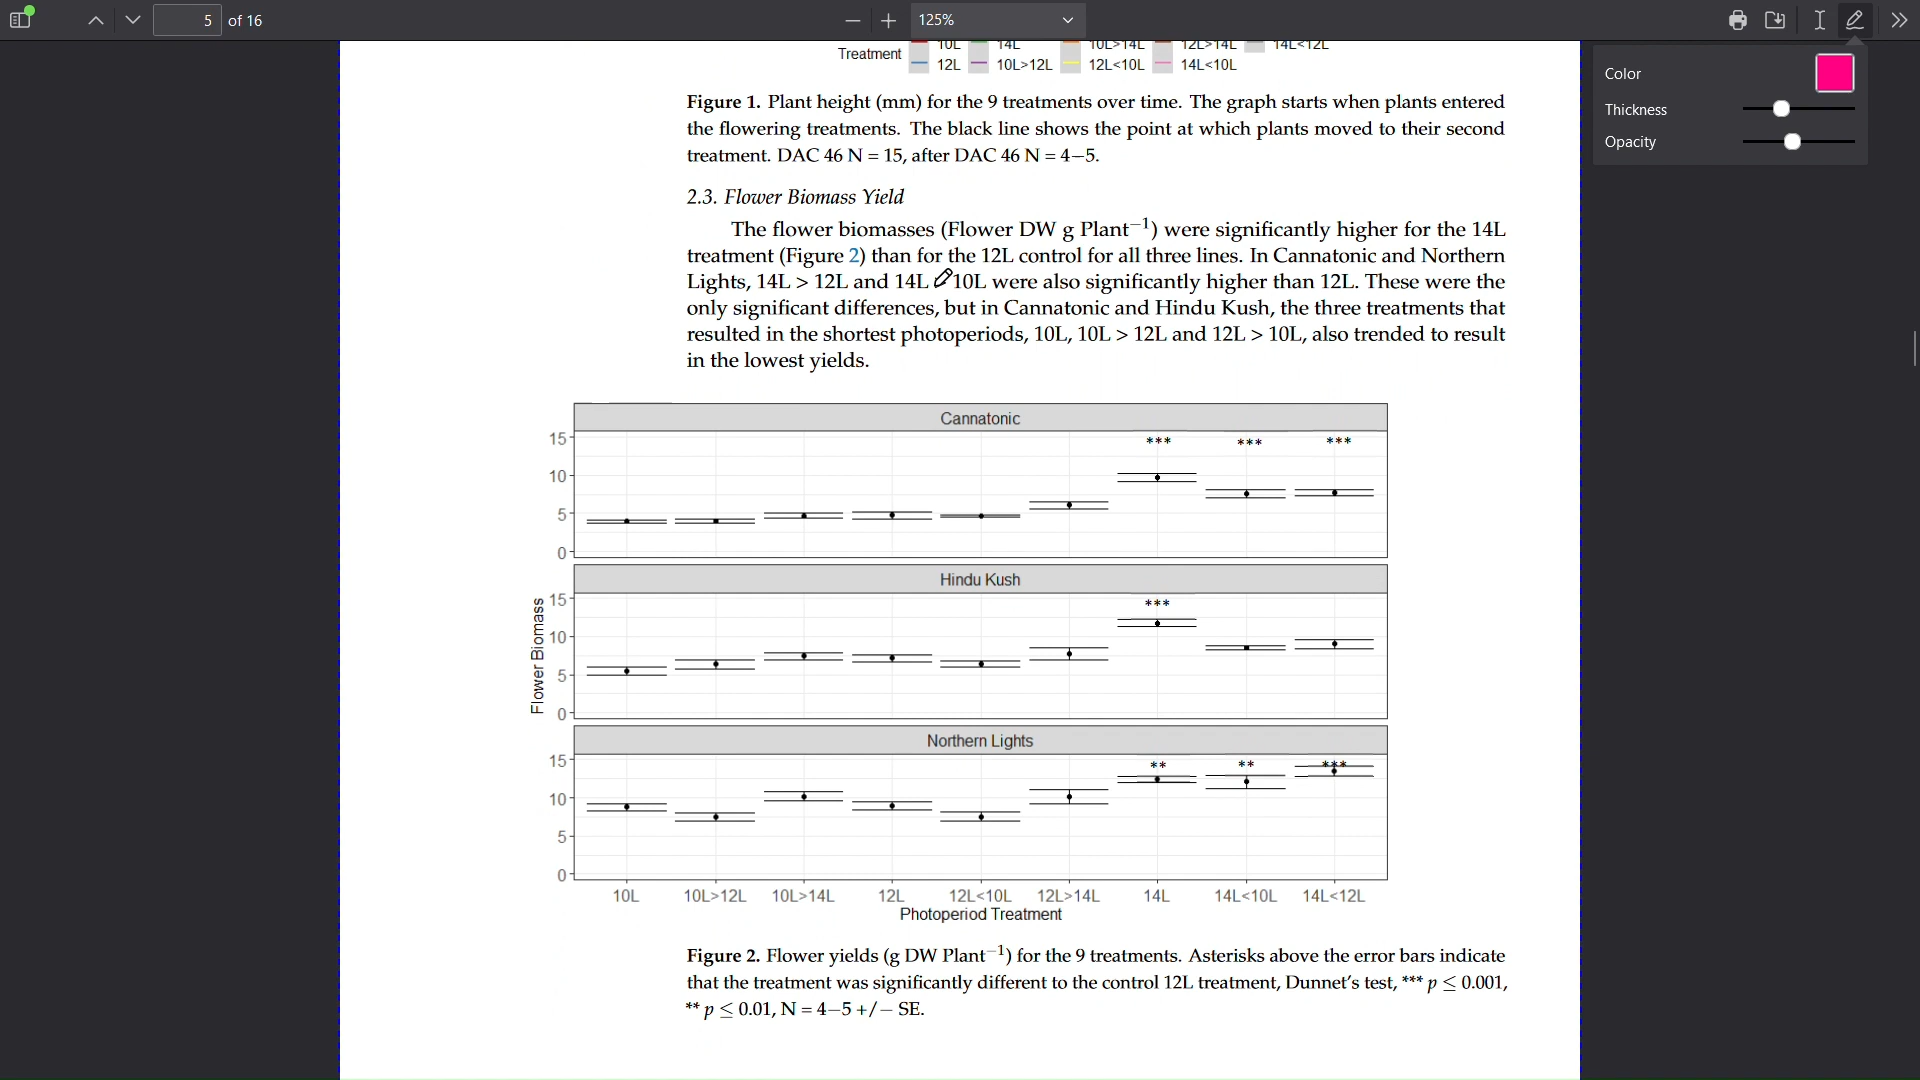 5 of 16
125%
Color
Thickness
Opacity
Treatment
10L 14L 10L>14L 12L>14L 14L<12L
12L 10L>12L 12L<10L 14L<10L
Figure 1. Plant height (mm) for the 9 treatments over time. The graph starts when plants entered
the flowering treatments. The black line shows the point at which plants moved to their second
treatment. DAC 46 N = 15, after DAC 46 N = 4–5.
2.3. Flower Biomass Yield
The flower biomasses (Flower DW g Plant⁻¹) were significantly higher for the 14L
treatment (Figure 2) than for the 12L control for all three lines. In Cannatonic and Northern
Lights, 14L > 12L and 14L 10L were also significantly higher than 12L. These were the
only significant differences, but in Cannatonic and Hindu Kush, the three treatments that
resulted in the shortest photoperiods, 10L, 10L > 12L and 12L > 10L, also trended to result
in the lowest yields.
Cannatonic
15 *** *** ***
10
5
0
Hindu Kush
15 ***
10
5
0
Flower Biomass
Northern Lights
15 ** ** ***
10
5
0
10L 10L>12L 10L>14L 12L 12L<10L 12L>14L 14L 14L<10L 14L<12L
Photoperiod Treatment
Figure 2. Flower yields (g DW Plant⁻¹) for the 9 treatments. Asterisks above the error bars indicate
that the treatment was significantly different to the control 12L treatment, Dunnet's test, *** p ≤ 0.001,
** p ≤ 0.01, N = 4–5 +/− SE.